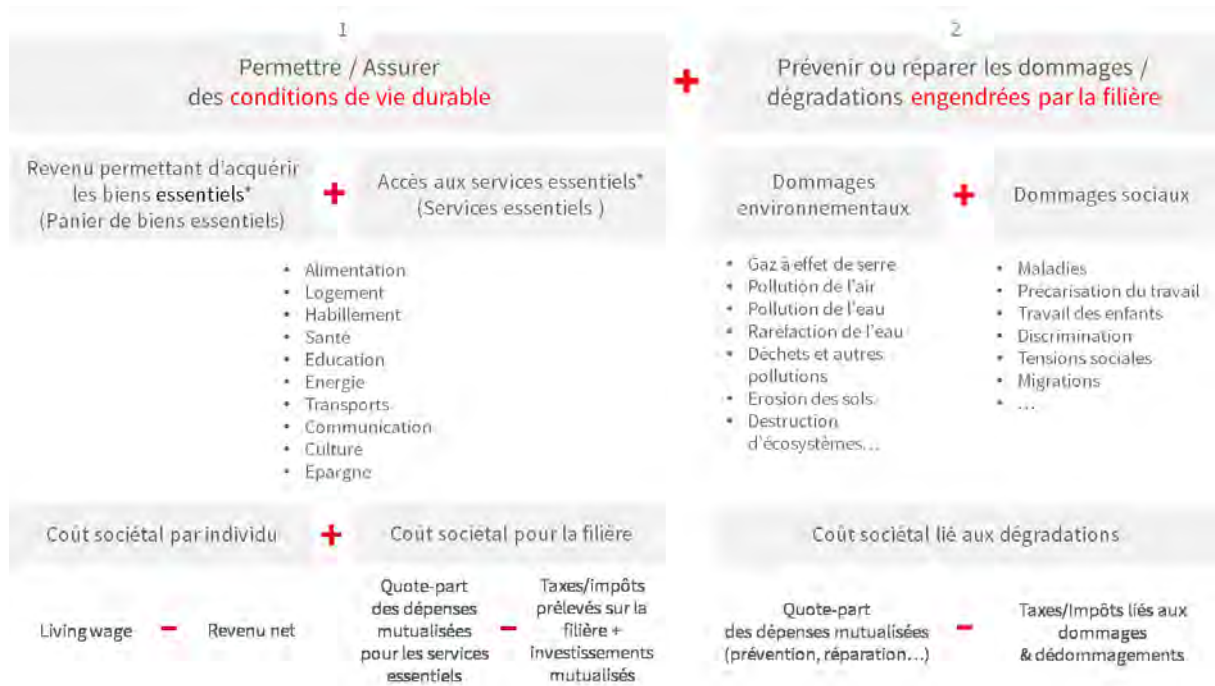 1
Permettre / Assurer
des conditions de vie durable
+
2
Prévenir ou réparer les dommages /
dégradations engendrées par la filière
Revenu permettant d'acquérir
les biens essentiels*
(Panier de biens essentiels)
+
Accès aux services essentiels*
(Services essentiels )
Dommages
environnementaux
+
Dommages sociaux
• Alimentation
• Logement
• Habillement
• Santé
• Education
• Energie
• Transports
• Communication
• Culture
• Epargne
• Gaz à effet de serre
• Pollution de l'air
• Pollution de l'eau
• Raréfaction de l'eau
• Déchets et autres
pollutions
• Erosion des sols
• Destruction
d'écosystèmes...
• Maladies
• Précarisation du travail
• Travail des enfants
• Discrimination
• Tensions sociales
• Migrations
• ...
Coût sociétal par individu
+
Coût sociétal pour la filière
Coût sociétal lié aux dégradations
Living wage
–
Revenu net
Quote-part
des dépenses
mutualisées
pour les services
essentiels
–
Taxes/impôts
prélevés sur la
filière +
investissements
mutualisés
Quote-part
des dépenses mutualisées
(prévention, réparation...)
–
Taxes/Impôts liés aux
dommages
& dédommagements